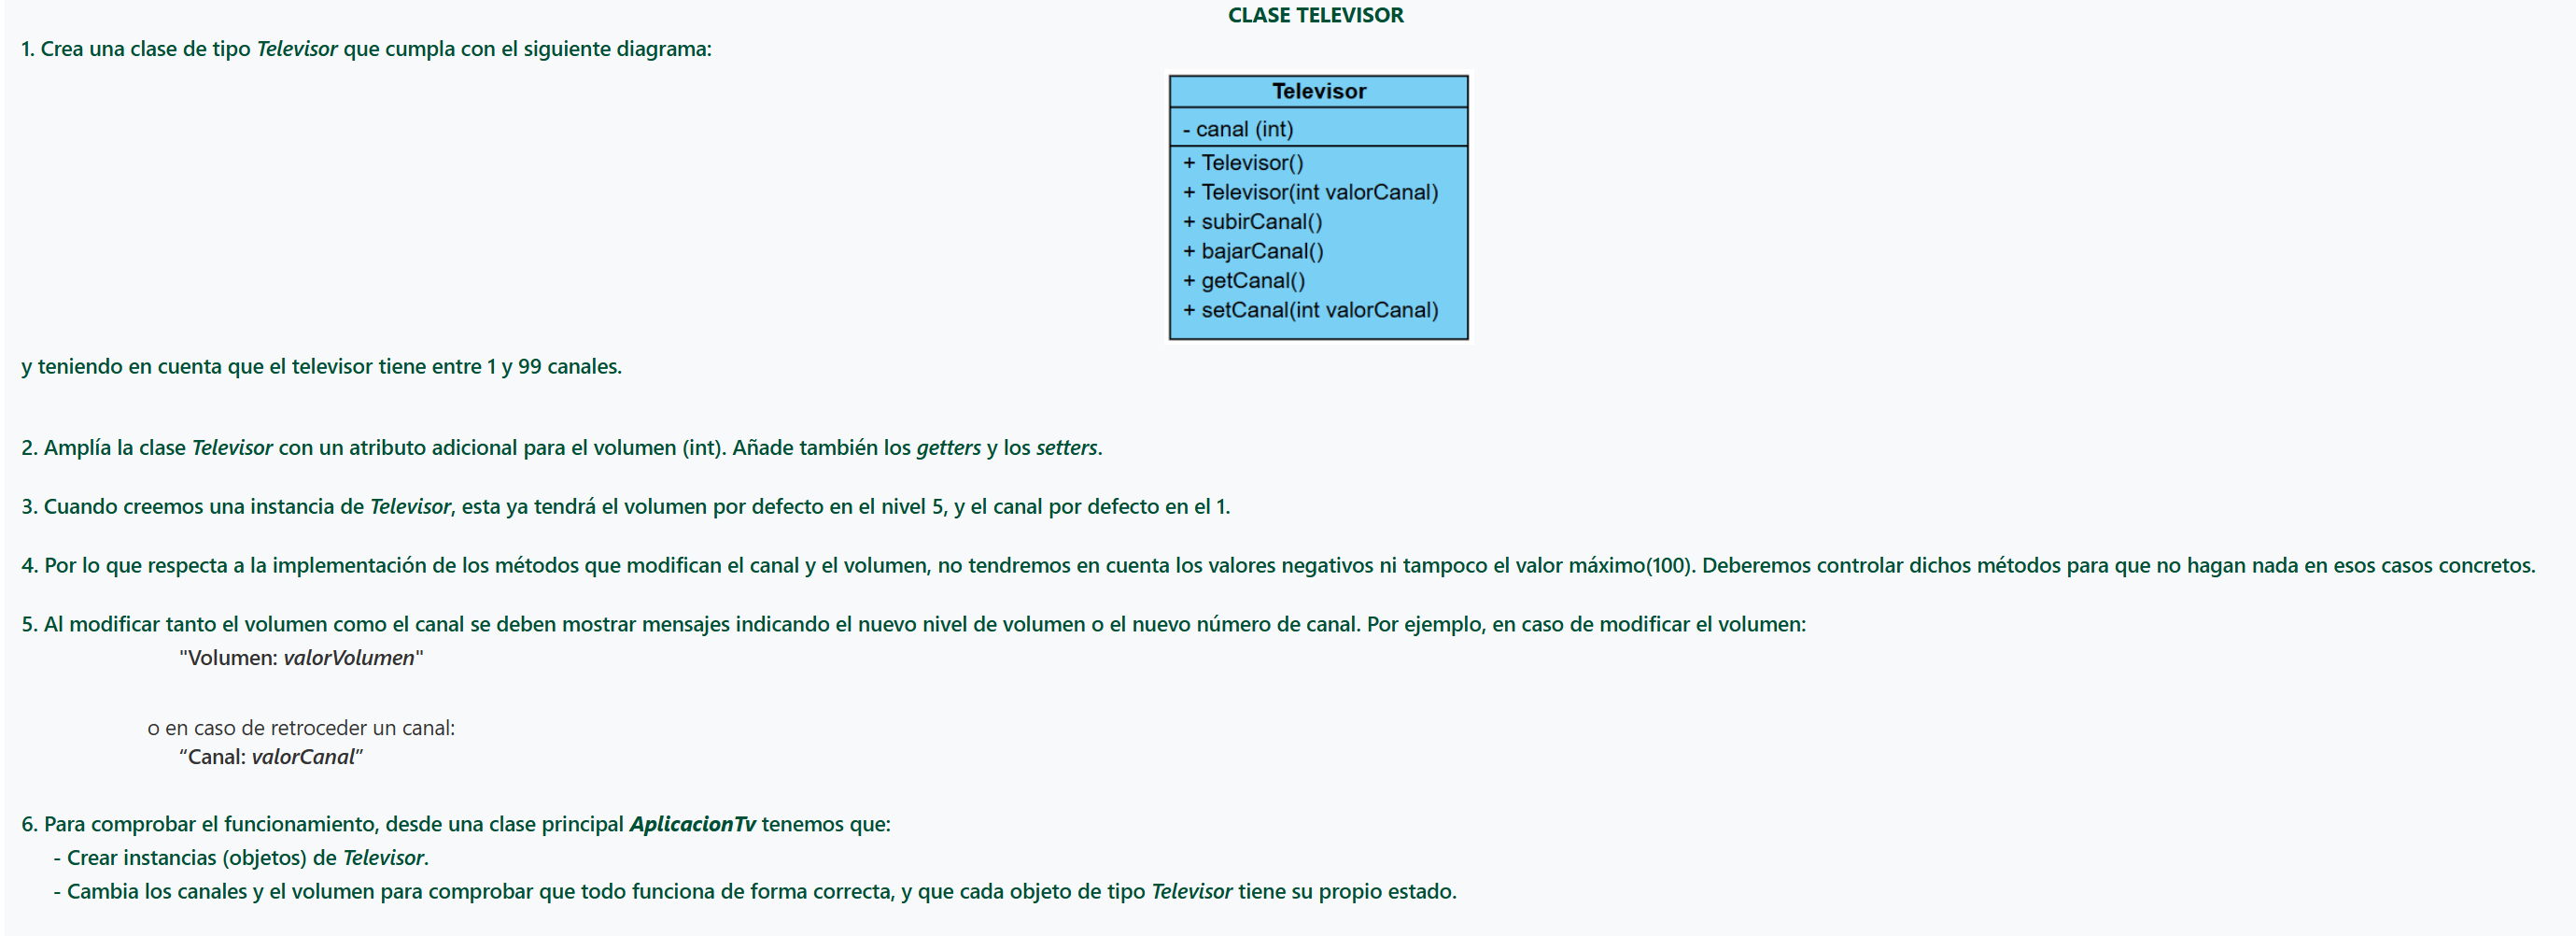 CLASE TELEVISOR
1. Crea una clase de tipo Televisor que cumpla con el siguiente diagrama:
Televisor
- canal (int)
+ Televisor()
+ Televisor(int valorCanal)
+ subirCanal()
+ bajarCanal()
+ getCanal()
+ setCanal(int valorCanal)
y teniendo en cuenta que el televisor tiene entre 1 y 99 canales.
2. Amplía la clase Televisor con un atributo adicional para el volumen (int). Añade también los getters y los setters.
3. Cuando creemos una instancia de Televisor, esta ya tendrá el volumen por defecto en el nivel 5, y el canal por defecto en el 1.
4. Por lo que respecta a la implementación de los métodos que modifican el canal y el volumen, no tendremos en cuenta los valores negativos ni tampoco el valor máximo(100). Deberemos controlar dichos métodos para que no hagan nada en esos casos concretos.
5. Al modificar tanto el volumen como el canal se deben mostrar mensajes indicando el nuevo nivel de volumen o el nuevo número de canal. Por ejemplo, en caso de modificar el volumen:
"Volumen: valorVolumen"
o en caso de retroceder un canal:
“Canal: valorCanal”
6. Para comprobar el funcionamiento, desde una clase principal AplicacionTv tenemos que:
- Crear instancias (objetos) de Televisor.
- Cambia los canales y el volumen para comprobar que todo funciona de forma correcta, y que cada objeto de tipo Televisor tiene su propio estado.